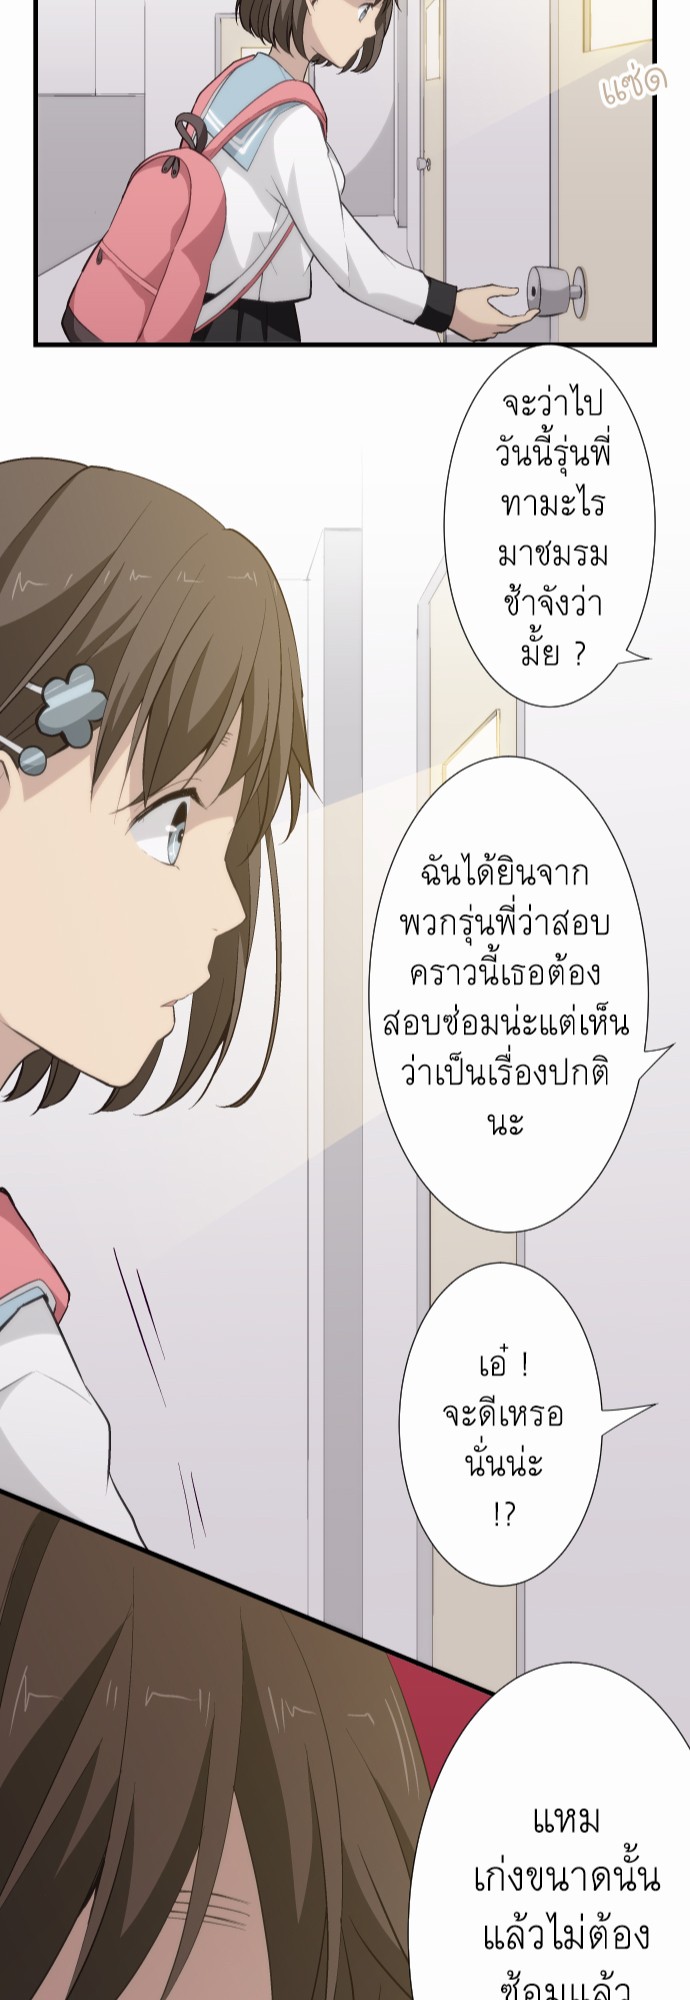 แซ่ด
จะว่าไป
วันนี้รุ่นพี่
ทามะไร
มาชมรม
ช้าจังว่า
มั้ย ?
ฉันได้ยินจาก
พวกรุ่นพี่ว่าสอบ
คราวนี้เธอต้อง
สอบซ่อมน่ะแต่เห็น
ว่าเป็นเรื่องปกติ
นะ
เอ๋ !
จะดีเหรอ
นั่นน่ะ
!?
แหม
เก่งขนาดนั้น
แล้วไม่ต้อง
ซ้อมแล้ว